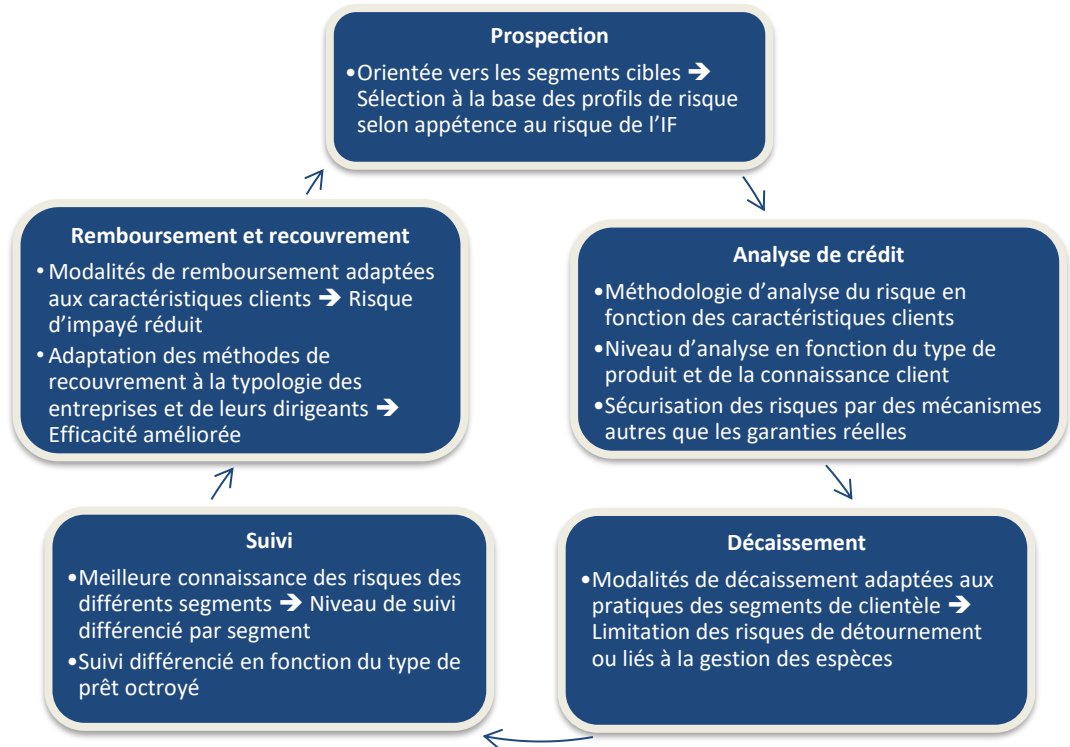 Prospection
•Orientée vers les segments cibles ➔
Sélection à la base des profils de risque
selon appétence au risque de l'IF
Analyse de crédit
•Méthodologie d'analyse du risque en
fonction des caractéristiques clients
•Niveau d'analyse en fonction du type de
produit et de la connaissance client
•Sécurisation des risques par des mécanismes
autres que les garanties réelles
Décaissement
•Modalités de décaissement adaptées aux
pratiques des segments de clientèle ➔
Limitation des risques de détournement
ou liés à la gestion des espèces
Suivi
•Meilleure connaissance des risques des
différents segments ➔ Niveau de suivi
différencié par segment
•Suivi différencié en fonction du type de
prêt octroyé
Remboursement et recouvrement
• Modalités de remboursement adaptées
aux caractéristiques clients ➔ Risque
d'impayé réduit
• Adaptation des méthodes de
recouvrement à la typologie des
entreprises et de leurs dirigeants ➔
Efficacité améliorée